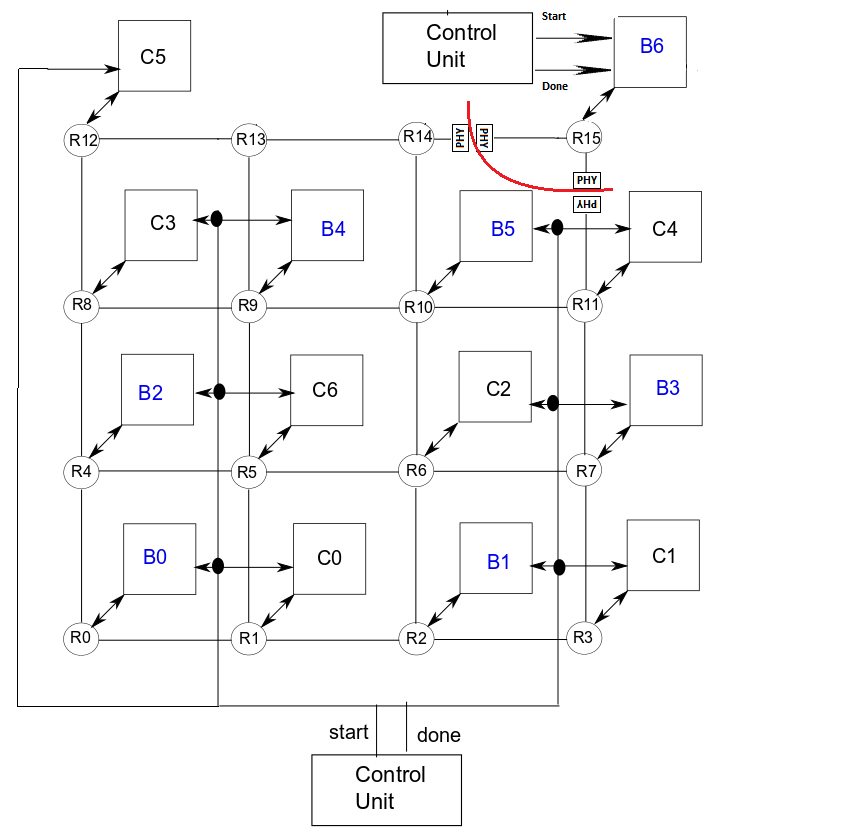 Start
Control
Unit
B6
C5
Done
R12
R13
R14
PHY
PHY
R15
PHY
PHY
C3
B4
B5
C4
R8
R9
R10
R11
B2
C6
C2
B3
R4
R5
R6
R7
B0
C0
B1
C1
R0
R1
R2
R3
start
done
Control
Unit